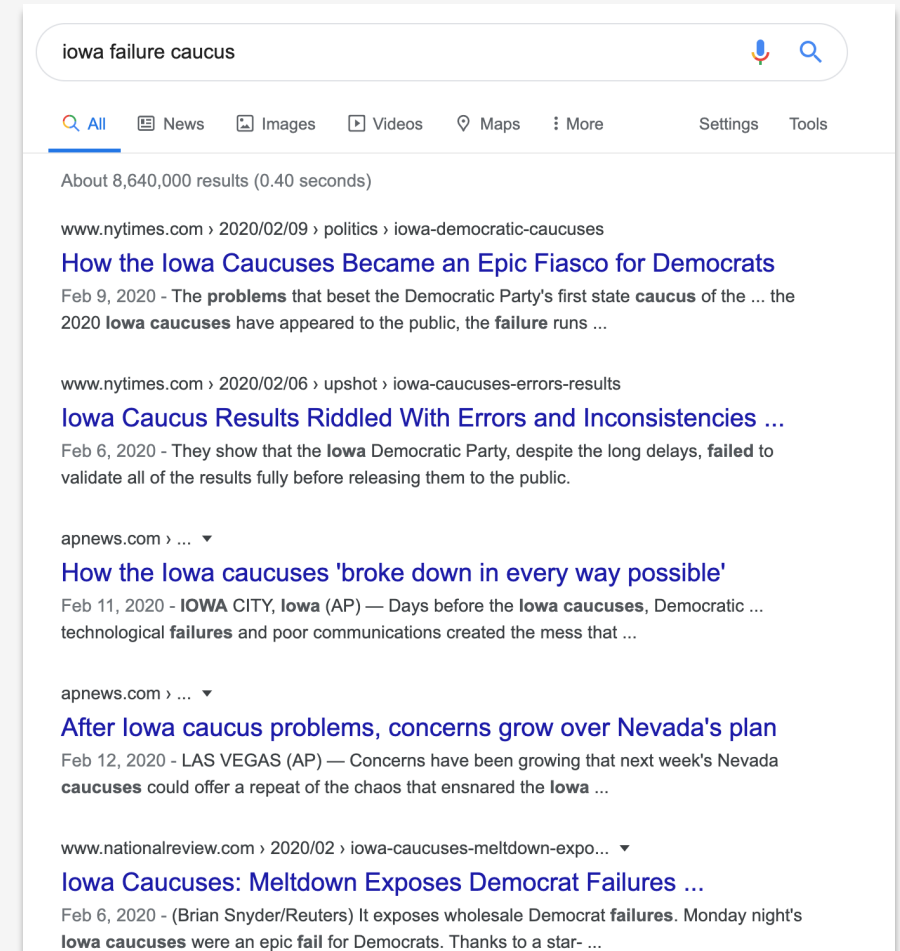 iowa failure caucus
All News Images Videos Maps More Settings Tools
About 8,640,000 results (0.40 seconds)
www.nytimes.com › 2020/02/09 › politics › iowa-democratic-caucuses
How the Iowa Caucuses Became an Epic Fiasco for Democrats
Feb 9, 2020 - The problems that beset the Democratic Party's first state caucus of the ... the
2020 Iowa caucuses have appeared to the public, the failure runs ...
www.nytimes.com › 2020/02/06 › upshot › iowa-caucuses-errors-results
Iowa Caucus Results Riddled With Errors and Inconsistencies ...
Feb 6, 2020 - They show that the Iowa Democratic Party, despite the long delays, failed to
validate all of the results fully before releasing them to the public.
apnews.com › ...
How the Iowa caucuses 'broke down in every way possible'
Feb 11, 2020 - IOWA CITY, Iowa (AP) — Days before the Iowa caucuses, Democratic ...
technological failures and poor communications created the mess that ...
apnews.com › ...
After Iowa caucus problems, concerns grow over Nevada's plan
Feb 12, 2020 - LAS VEGAS (AP) — Concerns have been growing that next week's Nevada
caucuses could offer a repeat of the chaos that ensnared the Iowa ...
www.nationalreview.com › 2020/02 › iowa-caucuses-meltdown-expo...
Iowa Caucuses: Meltdown Exposes Democrat Failures ...
Feb 6, 2020 - (Brian Snyder/Reuters) It exposes wholesale Democrat failures. Monday night's
Iowa caucuses were an epic fail for Democrats. Thanks to a star- ...